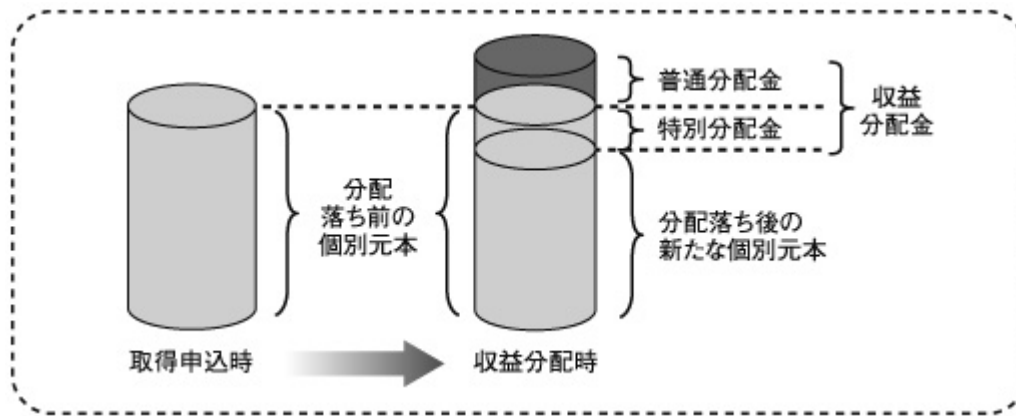 普通分配金
特別分配金
収益
分配金
分配
落ち前の
個別元本
分配落ち後の
新たな個別元本
取得申込時
収益分配時